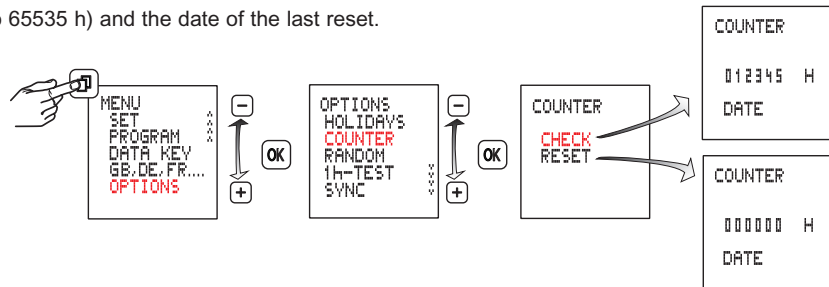 65535 h) and the date of the last reset.
MENU
SET
PROGRAM
DATA KEY
GB,DE,FR...
OPTIONS
−
OK
+
OPTIONS
HOLIDAYS
COUNTER
RANDOM
1h-TEST
SYNC
−
OK
+
COUNTER
CHECK
RESET
COUNTER
012345 H
DATE
COUNTER
000000 H
DATE